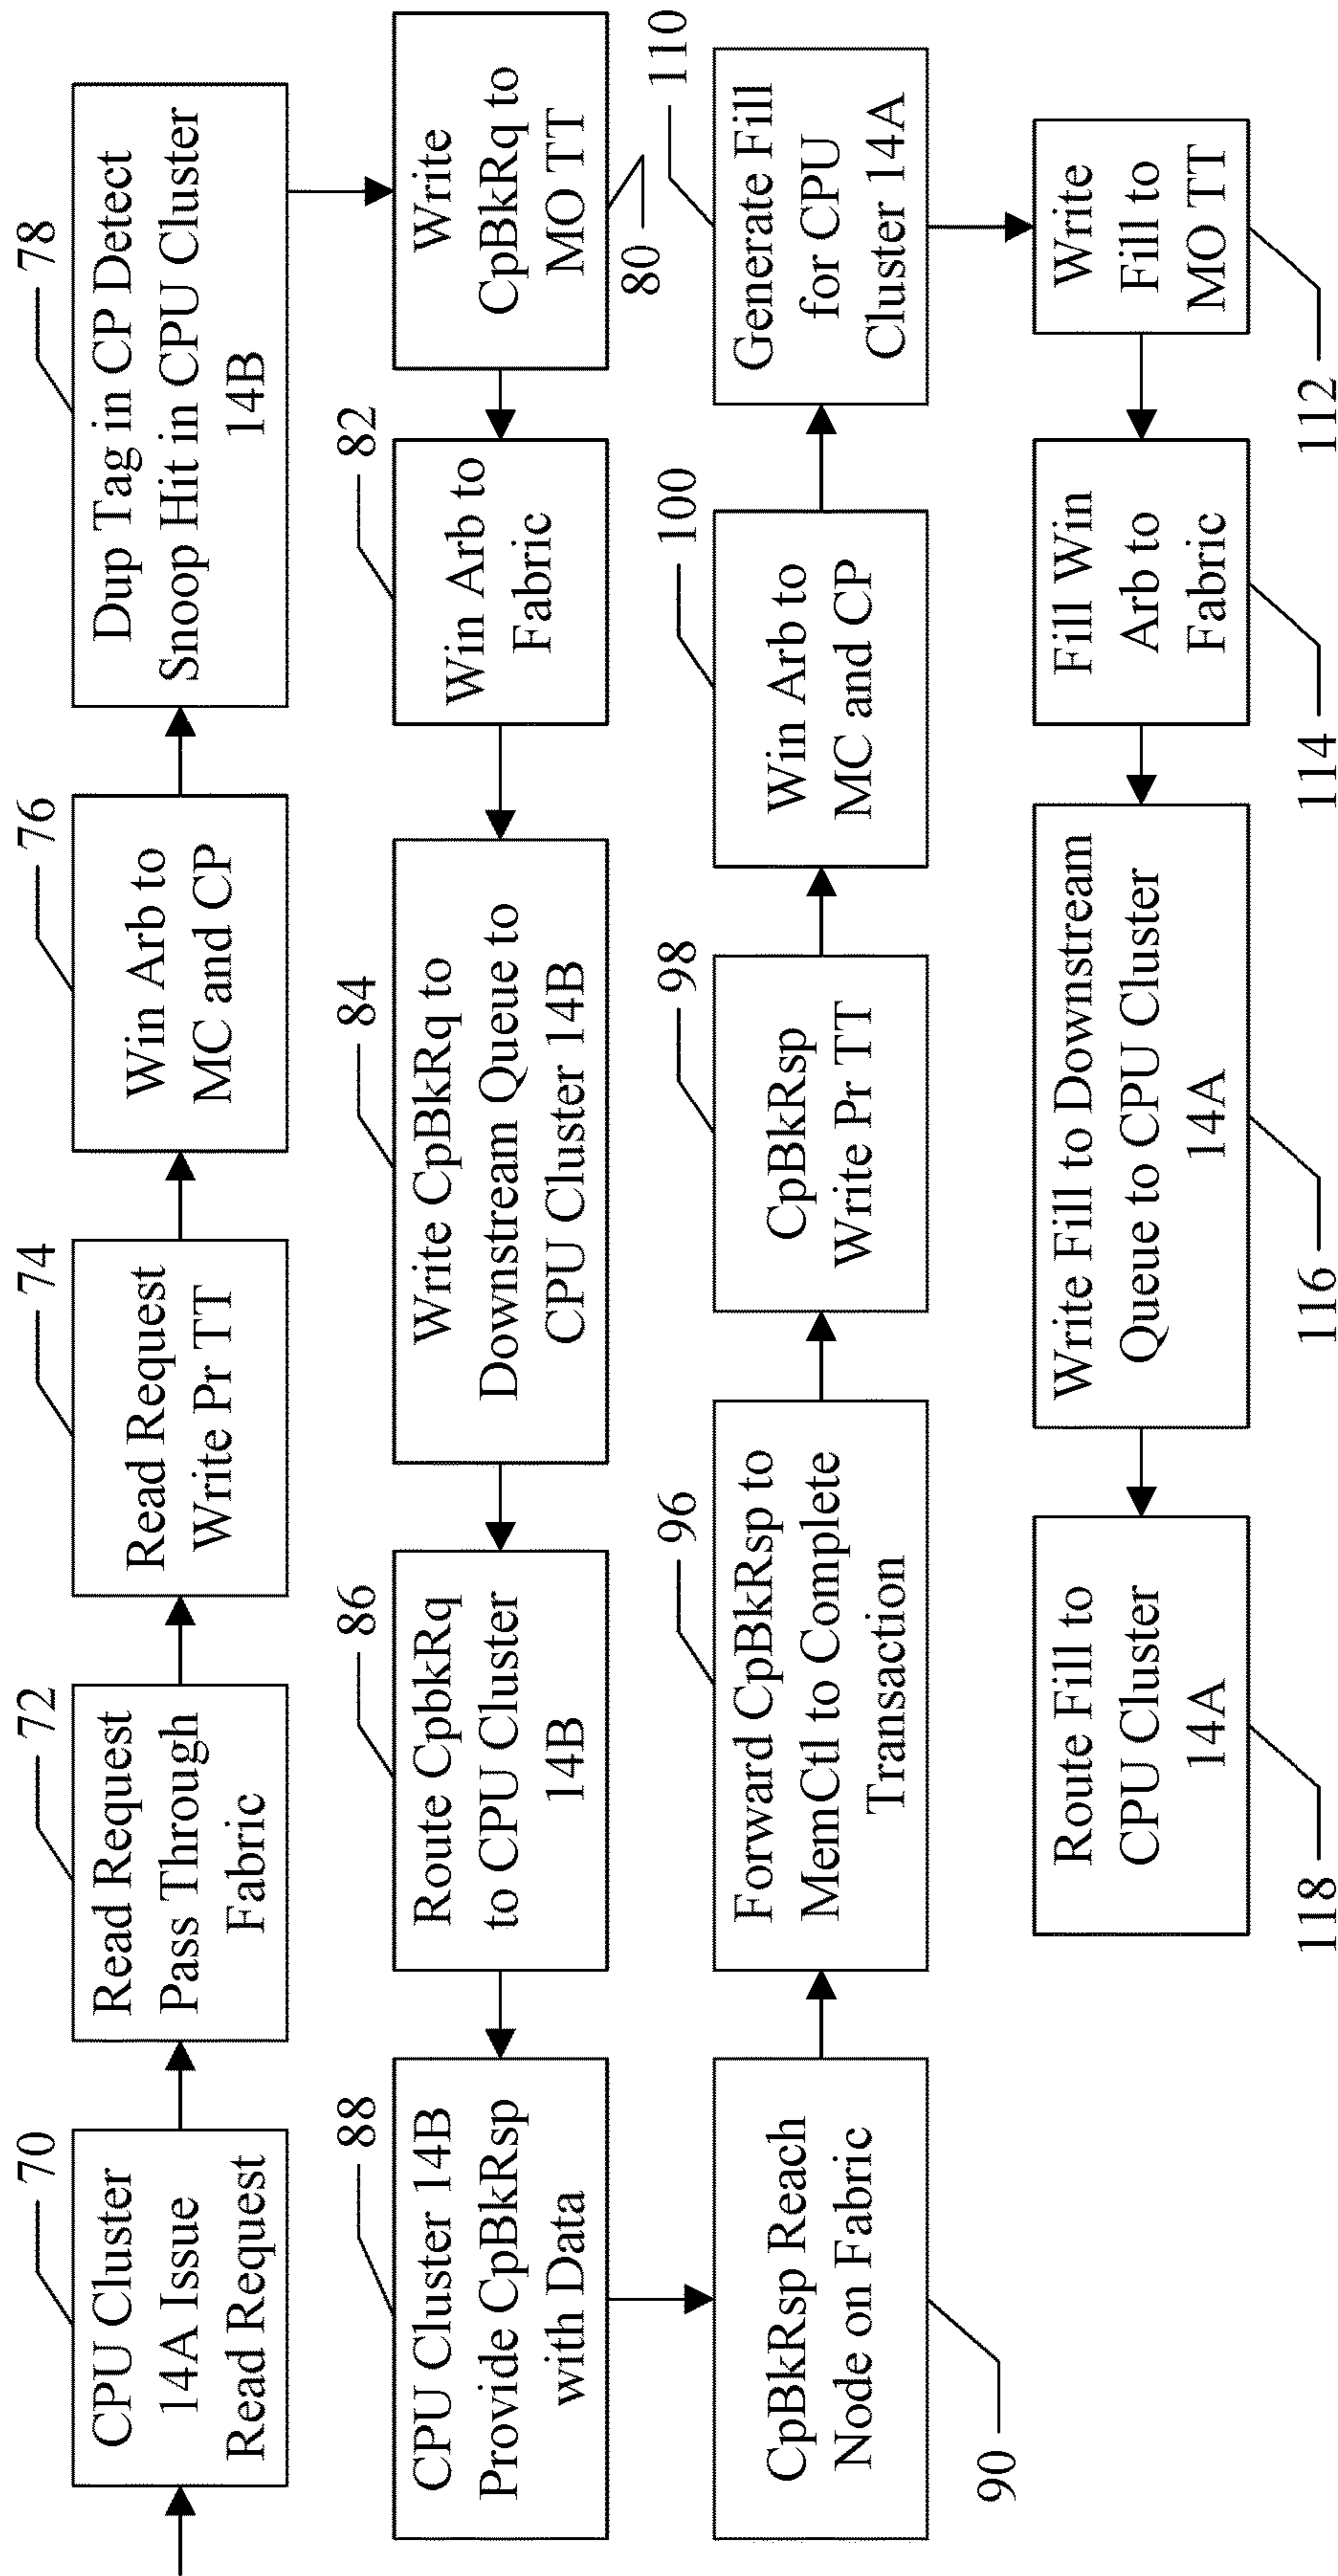 70
CPU Cluster
14A Issue
Read Request
72
Read Request
Pass Through
Fabric
74
Read Request
Write Pr TT
76
Win Arb to
MC and CP
78
Dup Tag in CP Detect
Snoop Hit in CPU Cluster
14B
80
Write
CpBkRq to
MO TT
82
Win Arb to
Fabric
84
Write CpBkRq to
Downstream Queue to
CPU Cluster 14B
86
Route CpbkRq
to CPU Cluster
14B
88
CPU Cluster 14B
Provide CpBkRsp
with Data
90
CpBkRsp Reach
Node on Fabric
96
Forward CpBkRsp to
MemCtl to Complete
Transaction
98
CpBkRsp
Write Pr TT
100
Win Arb to
MC and CP
110
Generate Fill
for CPU
Cluster 14A
112
Write
Fill to
MO TT
114
Fill Win
Arb to
Fabric
116
Write Fill to Downstream
Queue to CPU Cluster
14A
118
Route Fill to
CPU Cluster
14A